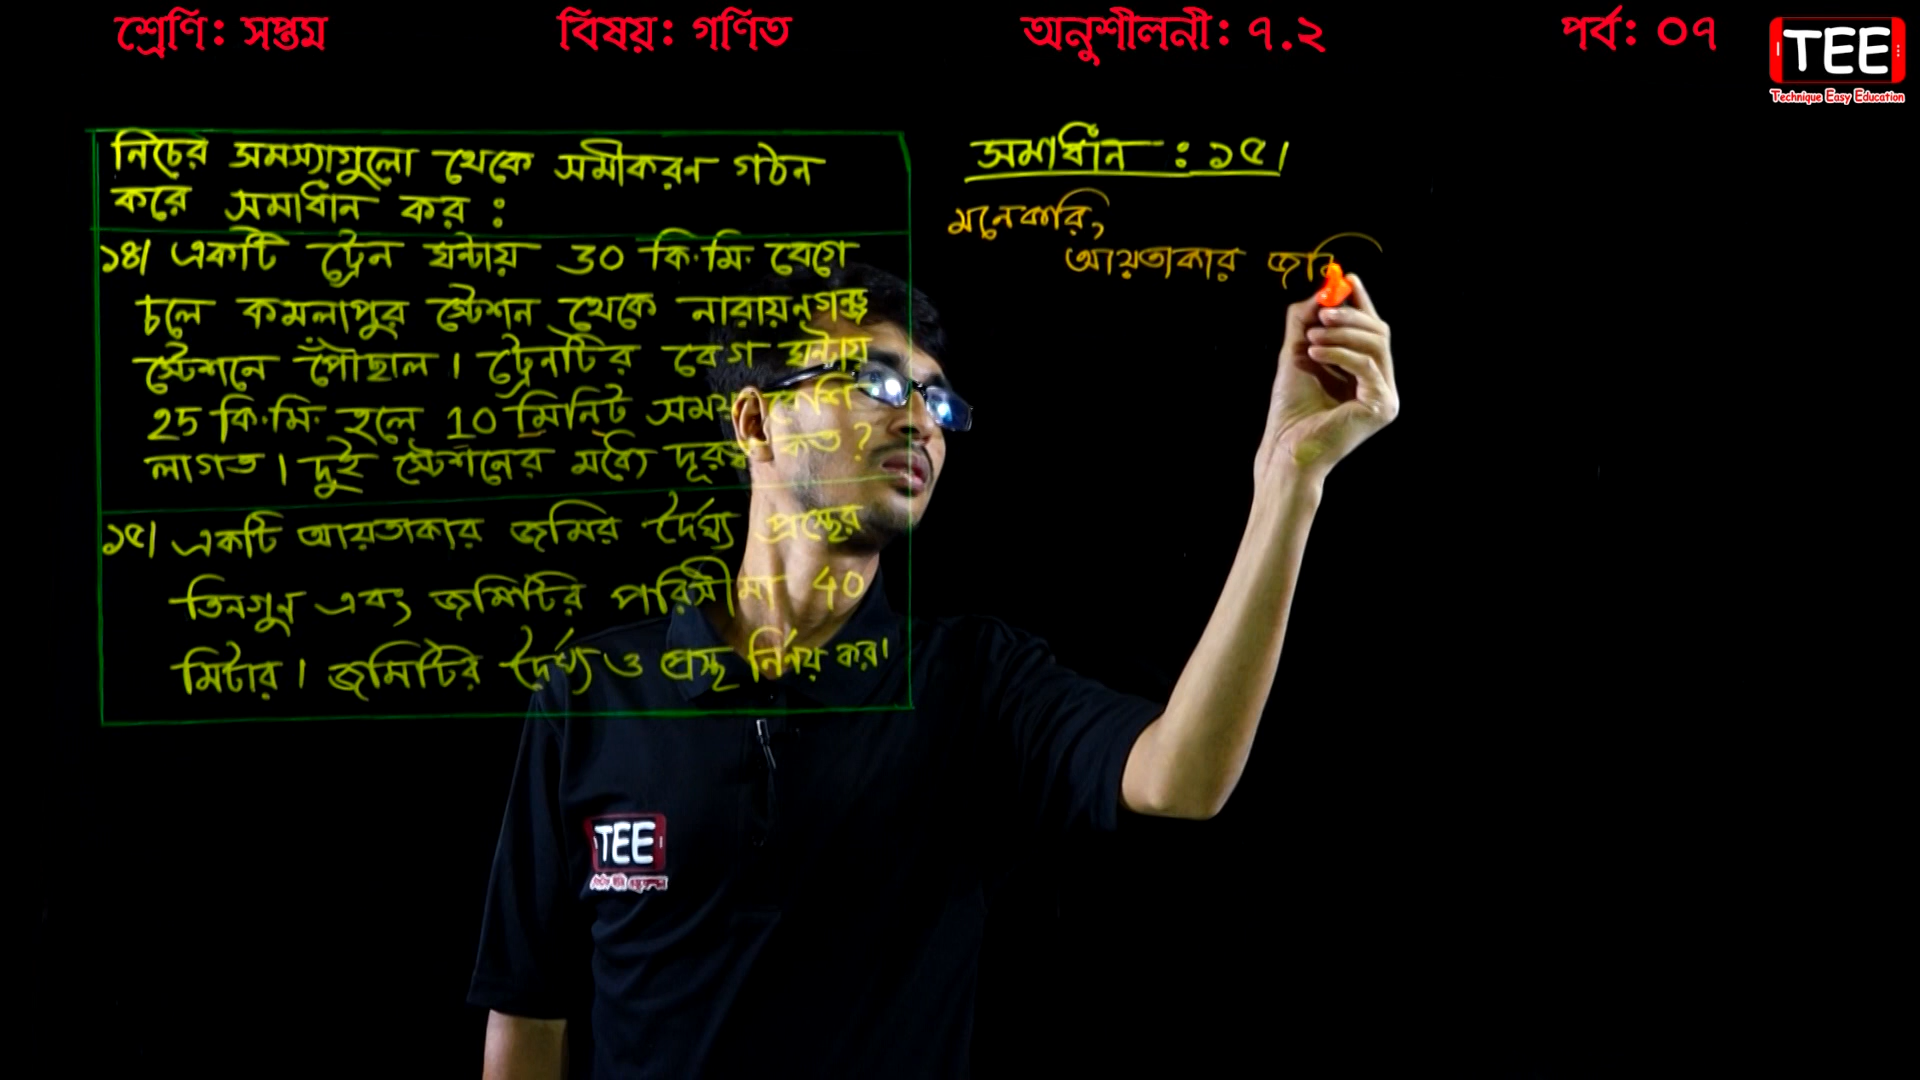 শ্রেণি: সপ্তম বিষয়: গণিত অনুশীলনী: ৭.২ পর্ব: ০৭
TEE
Technique Easy Education
নিচের সমস্যাগুলো থেকে সমীকরণ গঠন
করে সমাধান কর :
১৪। একটি ট্রেন ঘন্টায় 30 কি.মি. বেগে
চলে কমলাপুর স্টেশন থেকে নারায়নগঞ্জ
স্টেশনে পৌঁছাল। ট্রেনটির বেগ ঘন্টায়
25 কি.মি. হলে 10 মিনিট সময় বেশি
লাগত। দুই স্টেশনের মধ্যে দূরত্ব কত?
১৫। একটি আয়তাকার জমির দৈর্ঘ্য প্রস্থের
তিনগুন এবং জমিটির পরিসীমা 40
মিটার। জমিটির দৈর্ঘ্য ও প্রস্থ নির্ণয় কর।
সমাধান : ১৫।
মনেকরি,
আয়তাকার জমি
TEE